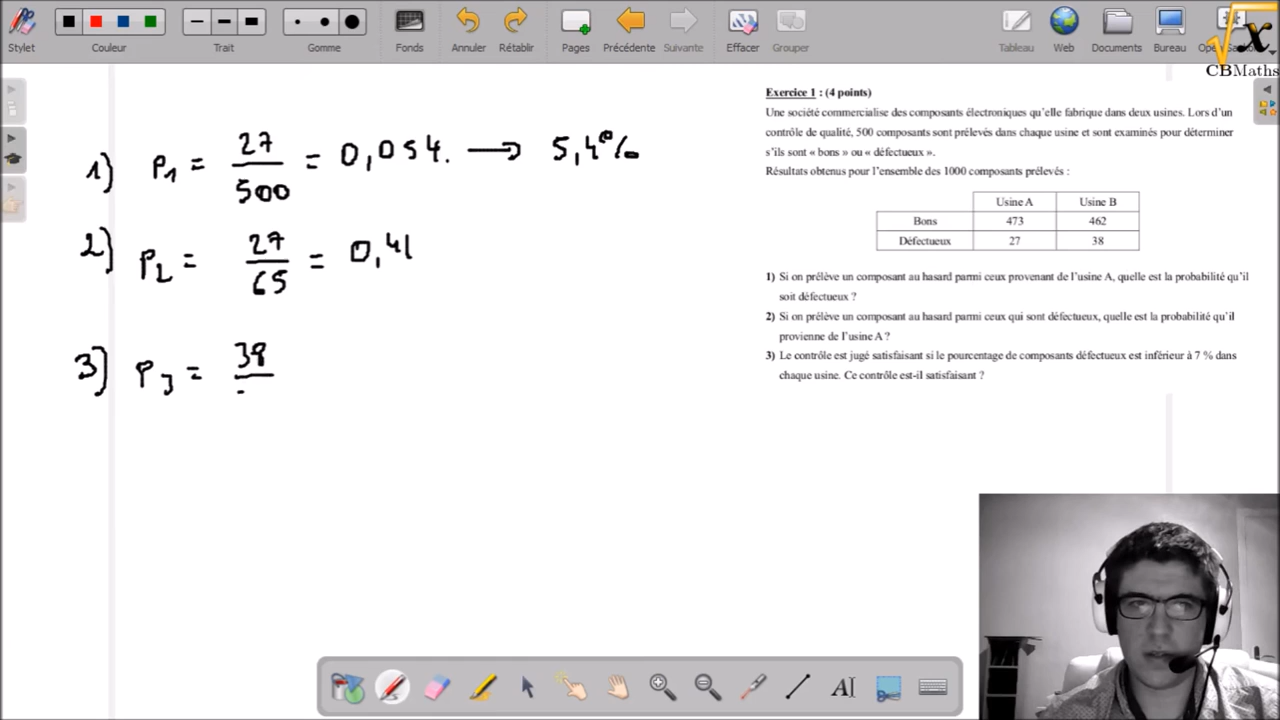 Stylet
Couleur
Trait
Gomme
Fonds
Annuler
Rétablir
Pages
Précédente
Suivante
Effacer
Grouper
Tableau
Web
Documents
Bureau
√x
CBMaths
1) P1 = 27/500 = 0,054. → 5,4%
2) P2 = 27/65 = 0,41
3) P3 = 38
Exercice 1 : (4 points)
Une société commercialise des composants électroniques qu'elle fabrique dans deux usines. Lors d'un
contrôle de qualité, 500 composants sont prélevés dans chaque usine et sont examinés pour déterminer
s'ils sont « bons » ou « défectueux ».
Résultats obtenus pour l'ensemble des 1000 composants prélevés :
Usine A Usine B
Bons 473 462
Défectueux 27 38
1) Si on prélève un composant au hasard parmi ceux provenant de l'usine A, quelle est la probabilité qu'il
soit défectueux ?
2) Si on prélève un composant au hasard parmi ceux qui sont défectueux, quelle est la probabilité qu'il
provienne de l'usine A ?
3) Le contrôle est jugé satisfaisant si le pourcentage de composants défectueux est inférieur à 7 % dans
chaque usine. Ce contrôle est-il satisfaisant ?
AI